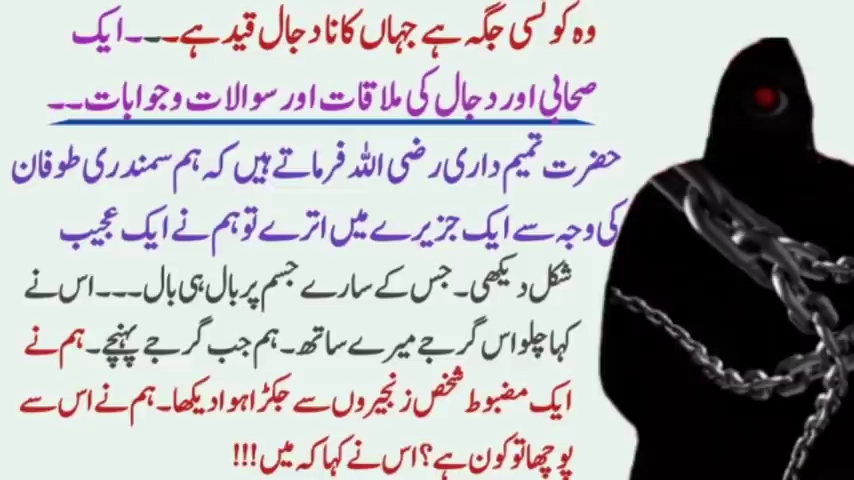 وہ کونسی جگہ ہے جہاں کانا دجال قید ہے۔۔۔ایک
صحابی اور دجال کی ملاقات اور سوالات وجوابات۔۔
حضرت تمیم داری رضی اللہ فرماتے ہیں کہ ہم سمندری طوفان
کی وجہ سے ایک جزیرے میں اترے تو ہم نے ایک عجیب
شکل دیکھی۔ جس کے سارے جسم پر بال ہی بال۔۔۔اس نے
کہا چلو اس گرجے میرے ساتھ۔ ہم جب گرجے پہنچے۔ ہم نے
ایک مضبوط شخص زنجیروں سے جکڑا ہوا دیکھا۔ ہم نے اس سے
پوچھا تو کون ہے؟ اس نے کہا کہ میں!!!